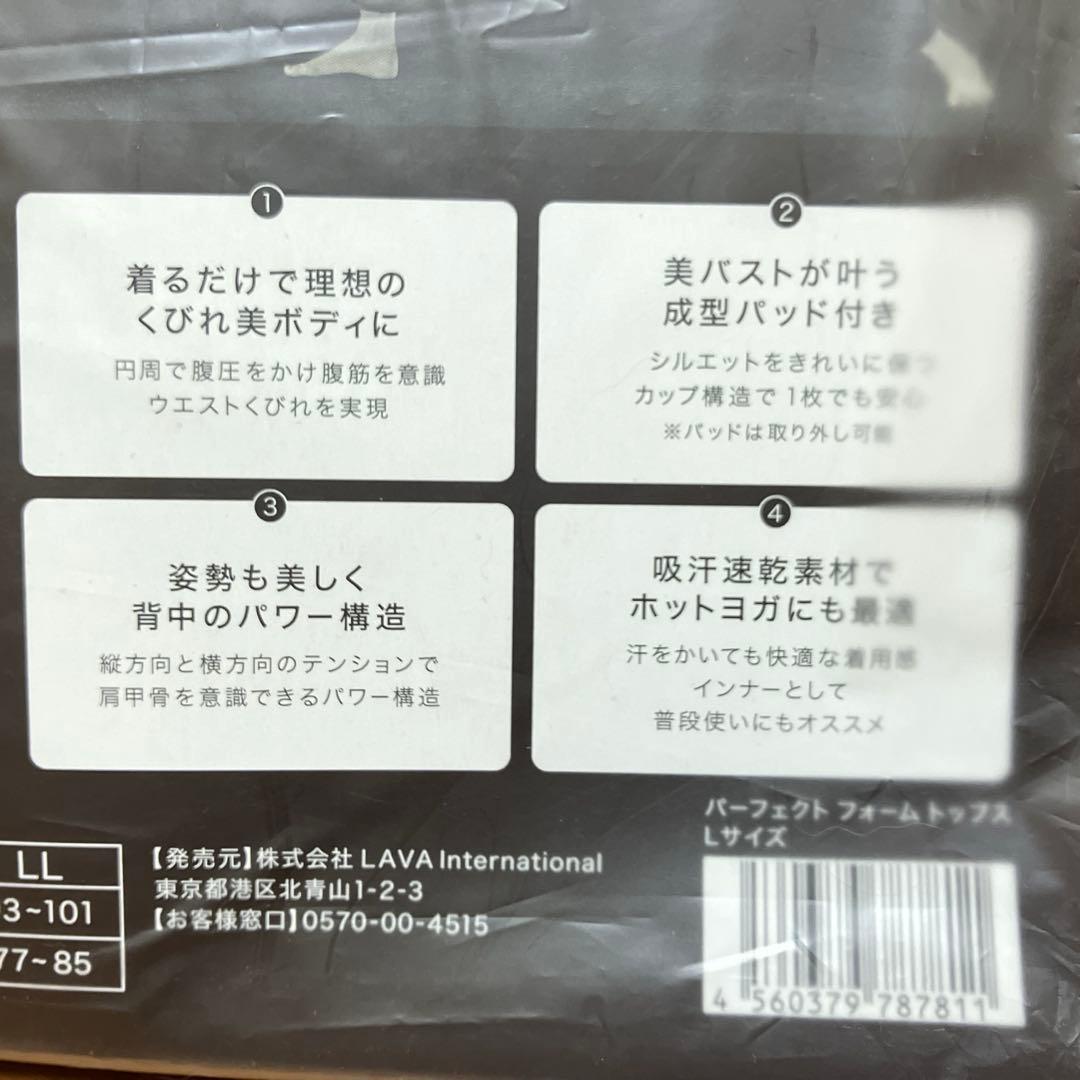 1
着るだけで理想の
くびれ美ボディに
円周で腹圧をかけ腹筋を意識
ウエストくびれを実現
2
美バストが叶う
成型パッド付き
シルエットをきれいに保つ
カップ構造で1枚でも安心
※パッドは取り外し可能
3
姿勢も美しく
背中のパワー構造
縦方向と横方向のテンションで
肩甲骨を意識できるパワー構造
4
吸汗速乾素材で
ホットヨガにも最適
汗をかいても快適な着用感
インナーとして
普段使いにもオススメ
LL
3~101
77~85
【発売元】株式会社 LAVA International
東京都港区北青山1-2-3
【お客様窓口】0570-00-4515
パーフェクト フォーム トップス
Lサイズ
4 560379 787811